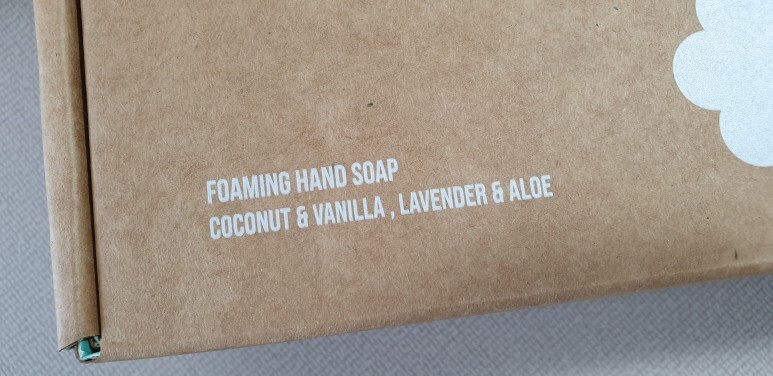 FOAMING HAND SOAP
COCONUT & VANILLA , LAVENDER & ALOE